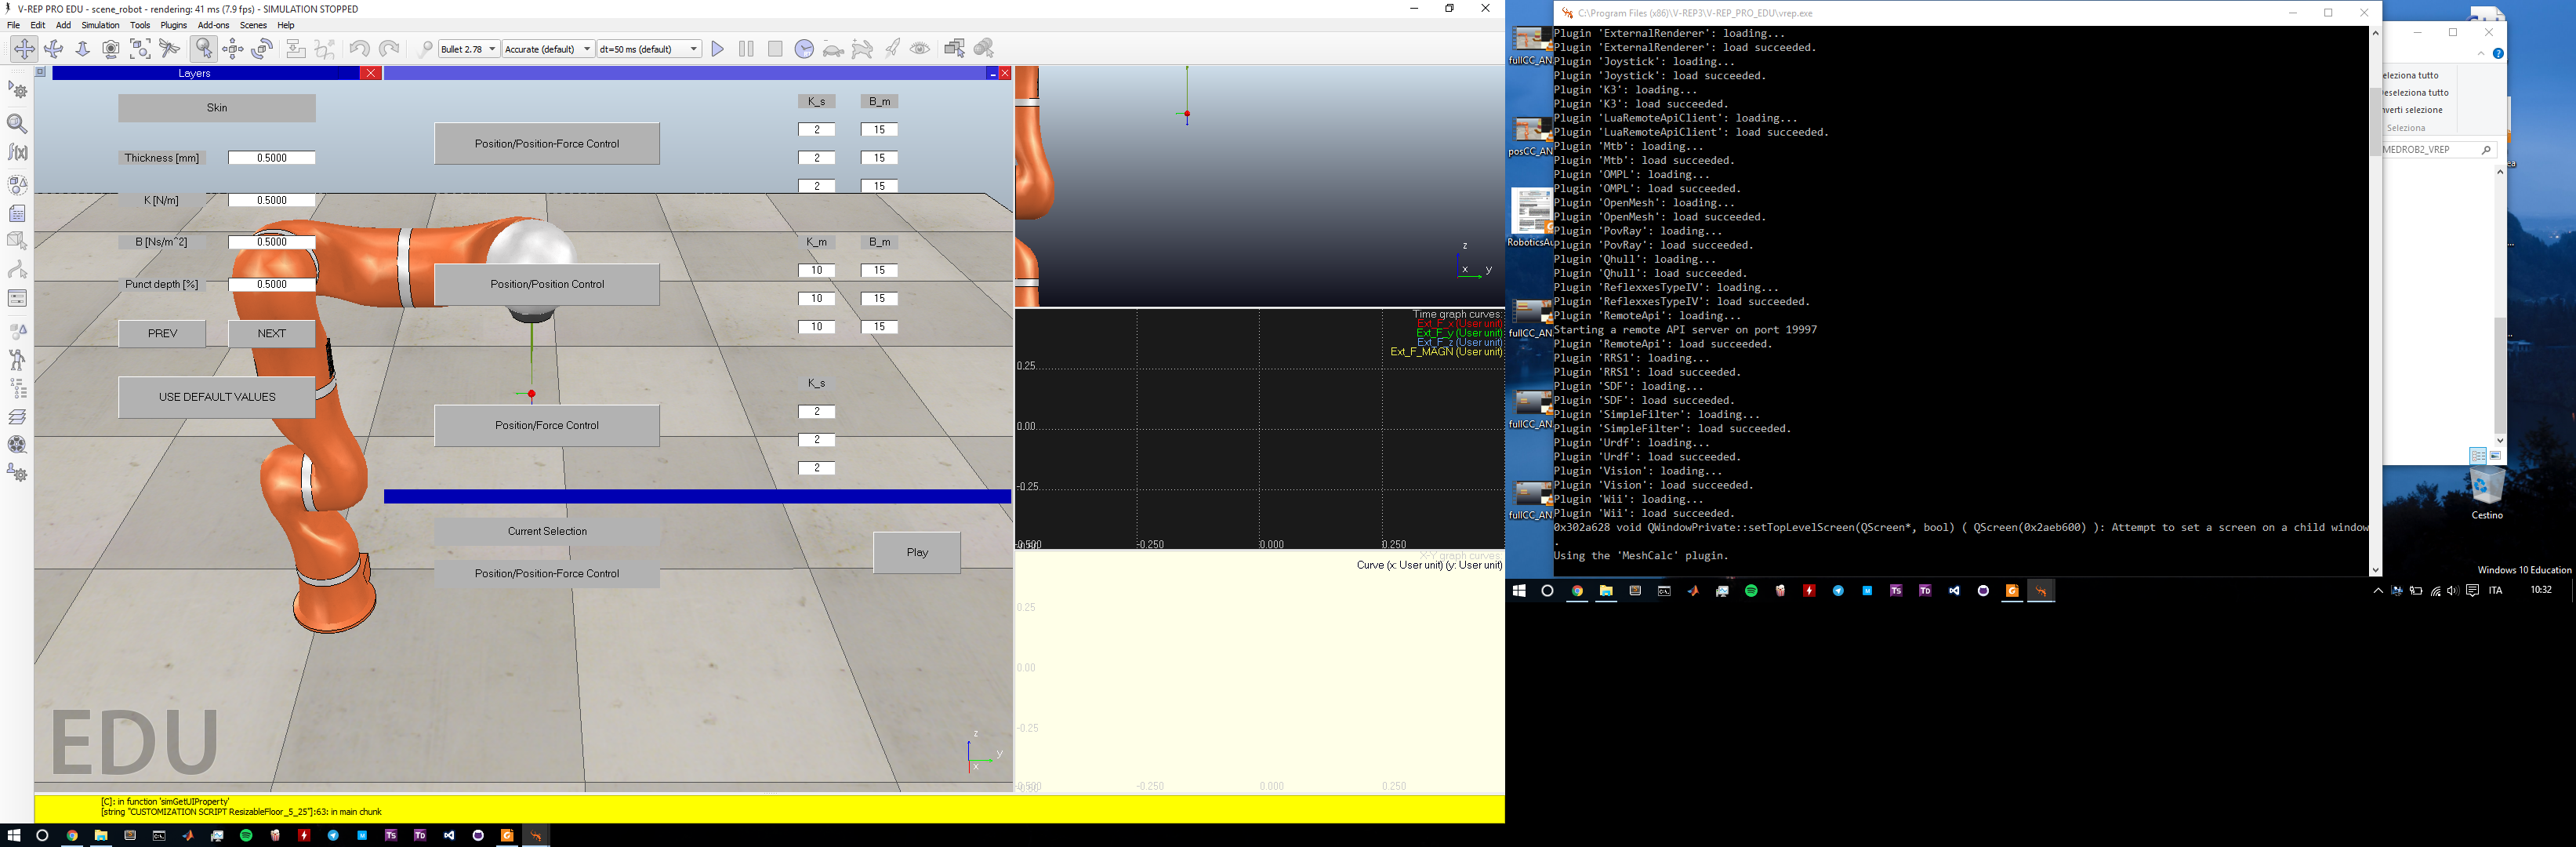 V-REP PRO EDU - scene_robot - rendering: 41 ms (7.9 fps) - SIMULATION STOPPED
File Edit Add Simulation Tools Plugins Add-ons Scenes Help
Bullet 2.78 Accurate (default) dt=50 ms (default)
Layers
Skin
Thickness [mm] 0.5000
K [N/m] 0.5000
B [Ns/m^2] 0.5000
Punct depth [%] 0.5000
PREV NEXT
USE DEFAULT VALUES
K_s B_m
Position/Position-Force Control
2 15
2 15
2 15
K_m B_m
Position/Position Control
10 15
10 15
10 15
K_s
Position/Force Control
2
2
2
Current Selection
Position/Position-Force Control
Play
EDU
z
y
x
z
x y
Time graph curves:
Ext_F_x (User unit)
Ext_F_y (User unit)
Ext_F_z (User unit)
Ext_F_MAGN (User unit)
0.25
0.00
-0.25
-0.500 -0.250 0.000 0.250
X-Y graph curves:
Curve (x: User unit) (y: User unit)
0.25
0.00
-0.25
-0.250 0.000 0.250
[C]: in function 'simGetUIProperty'
[string "CUSTOMIZATION SCRIPT ResizableFloor_5_25"]:63: in main chunk
fullCC_AN
posCC_AN
RoboticsAu
fullCC_AN
fullCC_AN
fullCC_AN
C:\Program Files (x86)\V-REP3\V-REP_PRO_EDU\vrep.exe
Plugin 'ExternalRenderer': loading...
Plugin 'ExternalRenderer': load succeeded.
Plugin 'Joystick': loading...
Plugin 'Joystick': load succeeded.
Plugin 'K3': loading...
Plugin 'K3': load succeeded.
Plugin 'LuaRemoteApiClient': loading...
Plugin 'LuaRemoteApiClient': load succeeded.
Plugin 'Mtb': loading...
Plugin 'Mtb': load succeeded.
Plugin 'OMPL': loading...
Plugin 'OMPL': load succeeded.
Plugin 'OpenMesh': loading...
Plugin 'OpenMesh': load succeeded.
Plugin 'PovRay': loading...
Plugin 'PovRay': load succeeded.
Plugin 'Qhull': loading...
Plugin 'Qhull': load succeeded.
Plugin 'ReflexxesTypeIV': loading...
Plugin 'ReflexxesTypeIV': load succeeded.
Plugin 'RemoteApi': loading...
Starting a remote API server on port 19997
Plugin 'RemoteApi': load succeeded.
Plugin 'RRS1': loading...
Plugin 'RRS1': load succeeded.
Plugin 'SDF': loading...
Plugin 'SDF': load succeeded.
Plugin 'SimpleFilter': loading...
Plugin 'SimpleFilter': load succeeded.
Plugin 'Urdf': loading...
Plugin 'Urdf': load succeeded.
Plugin 'Vision': loading...
Plugin 'Vision': load succeeded.
Plugin 'Wii': loading...
Plugin 'Wii': load succeeded.
0x302a628 void QWindowPrivate::setTopLevelScreen(QScreen*, bool) ( QScreen(0x2aeb600) ): Attempt to set a screen on a child window
.
Using the 'MeshCalc' plugin.
eleziona tutto
eseleziona tutto
nverti selezione
Seleziona
MEDROB2_VREP
Cestino
Windows 10 Education
ITA 10:32